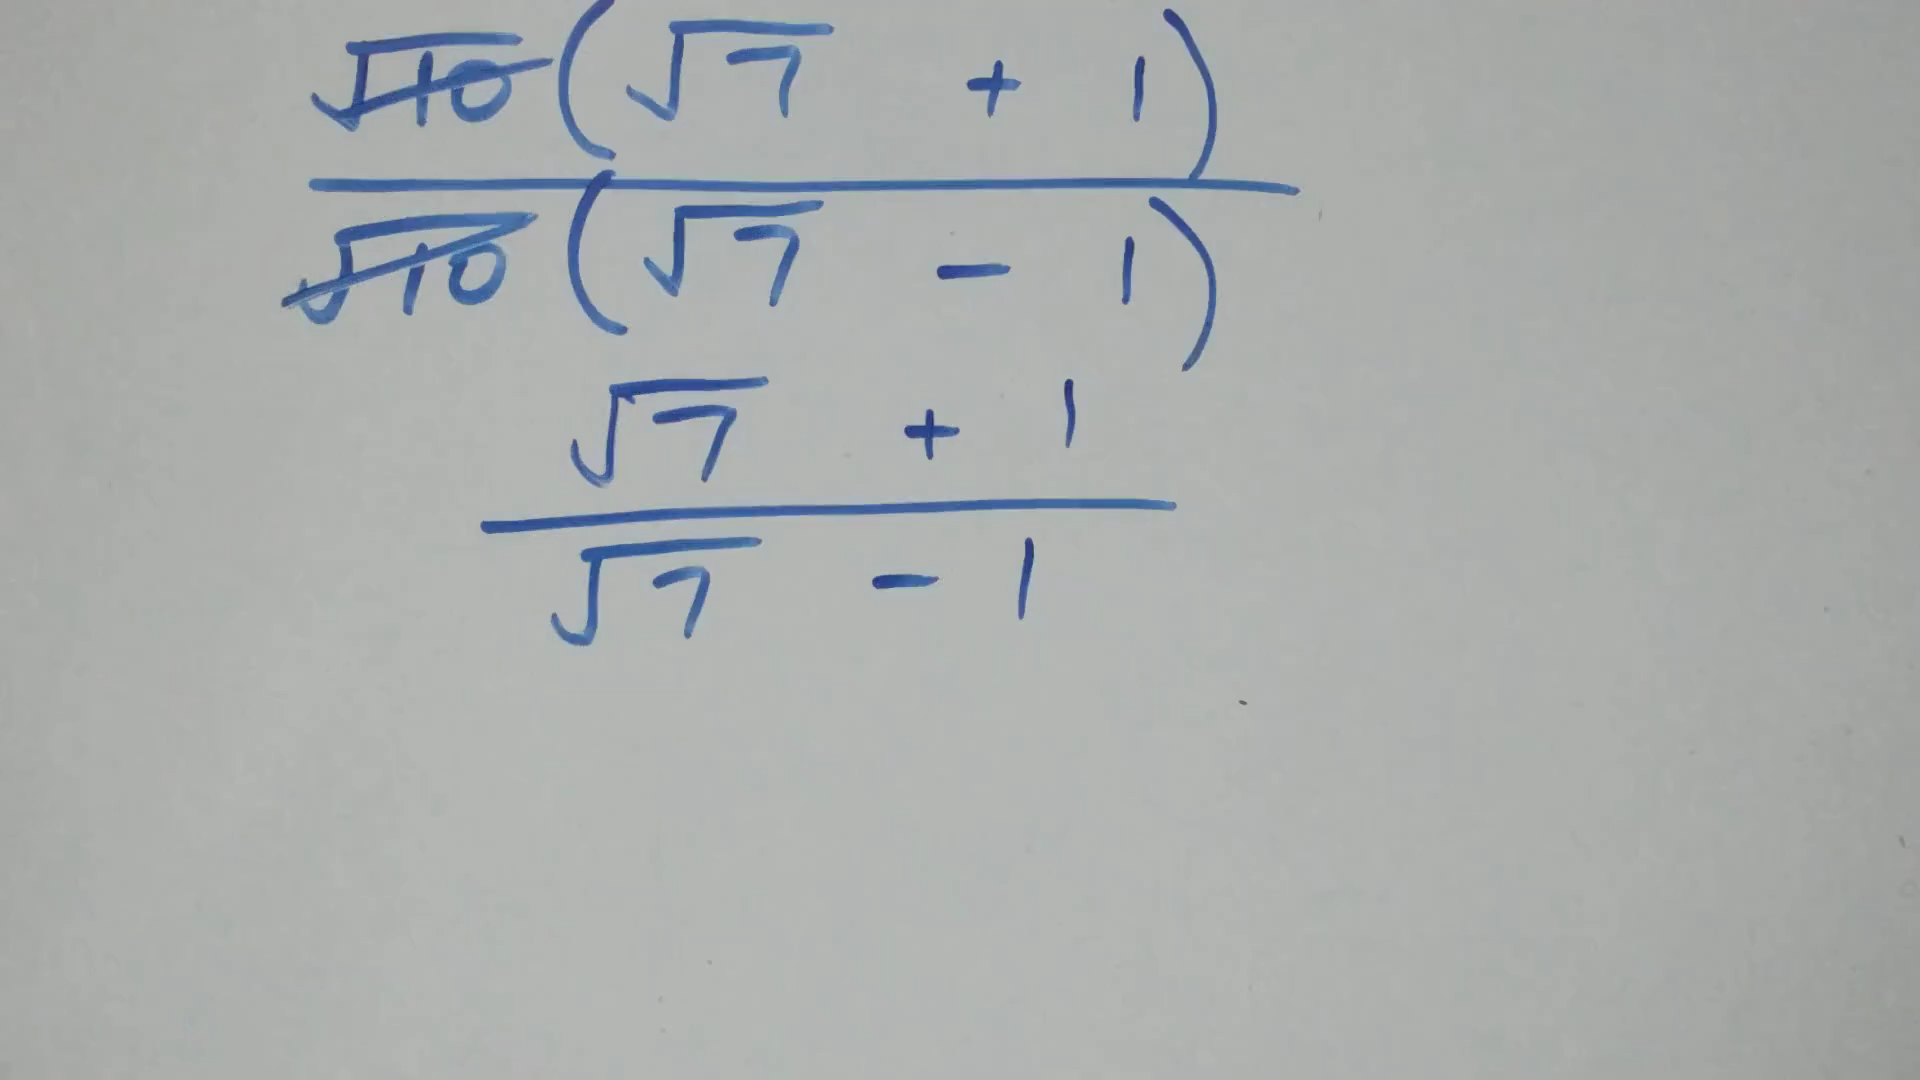 √10 (√7 + 1)
√10 (√7 - 1)
√7 + 1
√7 - 1